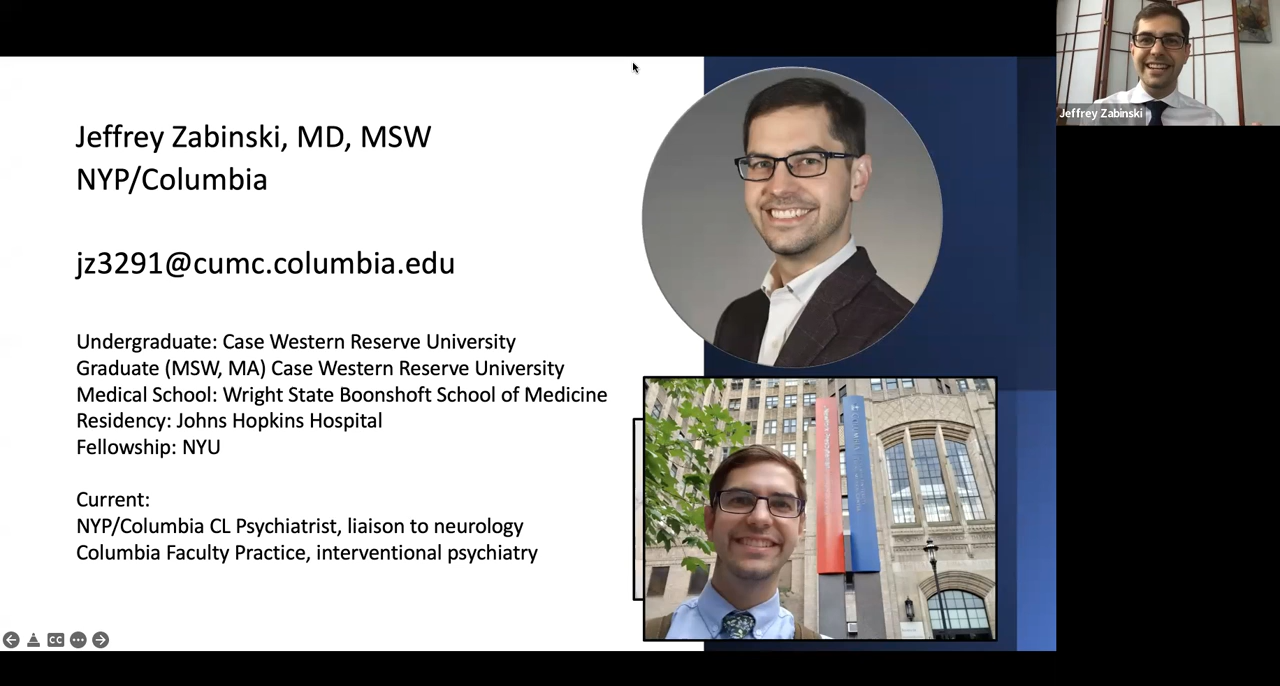 Jeffrey Zabinski, MD, MSW
NYP/Columbia
jz3291@cumc.columbia.edu
Undergraduate: Case Western Reserve University
Graduate (MSW, MA) Case Western Reserve University
Medical School: Wright State Boonshoft School of Medicine
Residency: Johns Hopkins Hospital
Fellowship: NYU
Current:
NYP/Columbia CL Psychiatrist, liaison to neurology
Columbia Faculty Practice, interventional psychiatry
Jeffrey Zabinski
CC